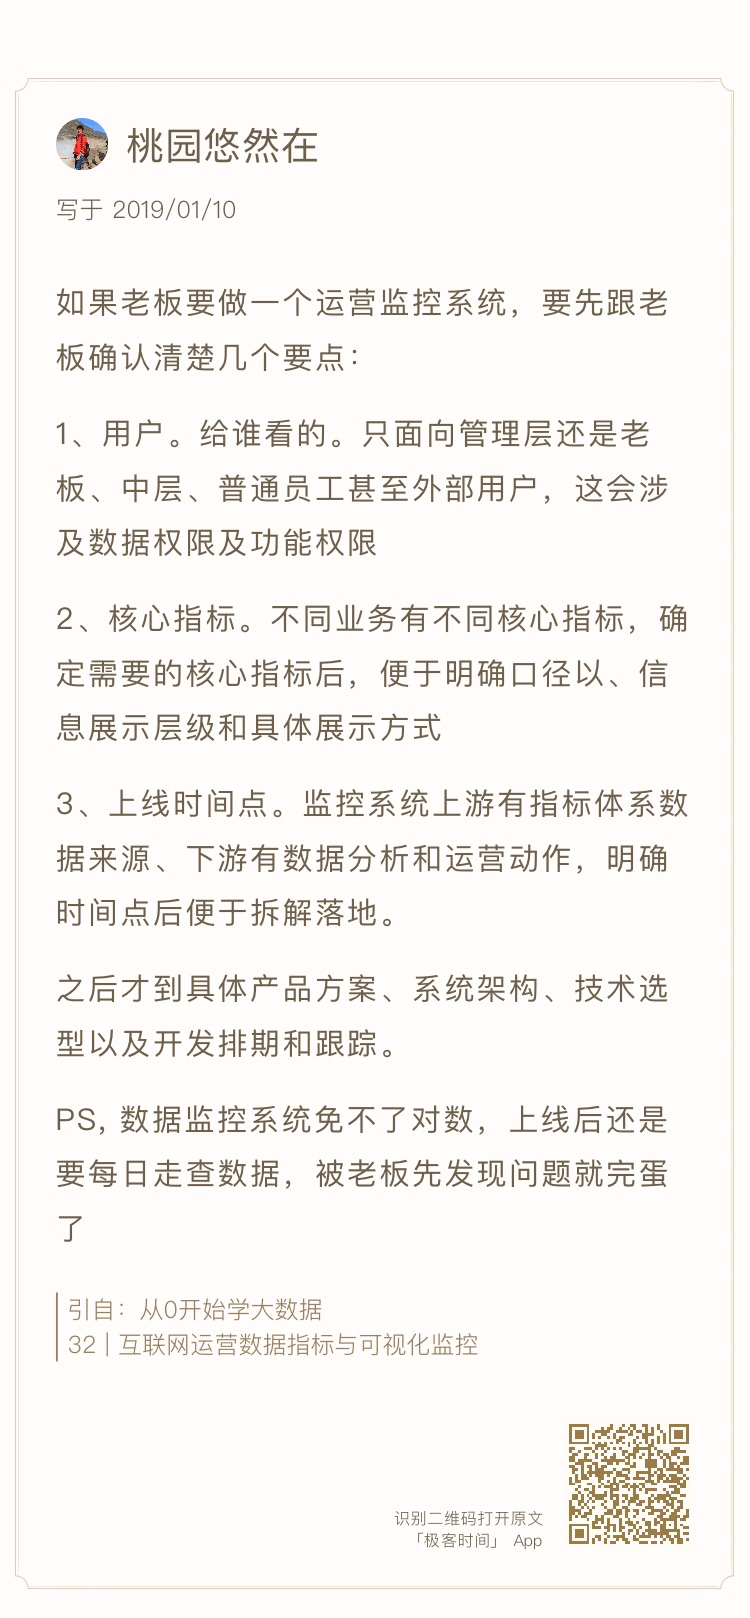 桃园悠然在
写于 2019/01/10
如果老板要做一个运营监控系统，要先跟老
板确认清楚几个要点：
1、用户。给谁看的。只面向管理层还是老
板、中层、普通员工甚至外部用户，这会涉
及数据权限及功能权限
2、核心指标。不同业务有不同核心指标，确
定需要的核心指标后，便于明确口径以、信
息展示层级和具体展示方式
3、上线时间点。监控系统上游有指标体系数
据来源、下游有数据分析和运营动作，明确
时间点后便于拆解落地。
之后才到具体产品方案、系统架构、技术选
型以及开发排期和跟踪。
PS, 数据监控系统免不了对数，上线后还是
要每日走查数据，被老板先发现问题就完蛋
了
引自：从0开始学大数据
32 | 互联网运营数据指标与可视化监控
识别二维码打开原文
「极客时间」 App